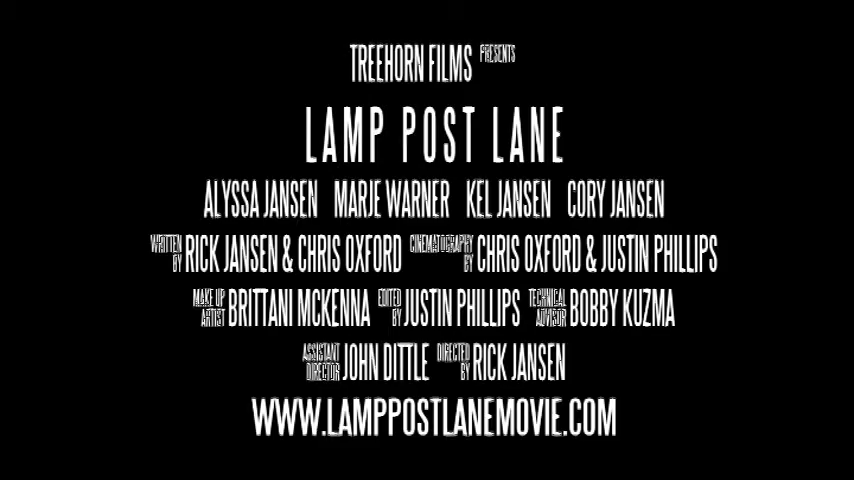 TREEHORN FILMS PRESENTS
LAMP POST LANE
ALYSSA JANSEN MARJE WARNER KEL JANSEN CORY JANSEN
WRITTEN BY RICK JANSEN & CHRIS OXFORD CINEMATOGRAPHY BY CHRIS OXFORD & JUSTIN PHILLIPS
MAKE UP ARTIST BRITTANI MCKENNA EDITED BY JUSTIN PHILLIPS TECHNICAL ADVISOR BOBBY KUZMA
ASSISTANT DIRECTOR JOHN DITTLE DIRECTED BY RICK JANSEN
WWW.LAMPPOSTLANEMOVIE.COM